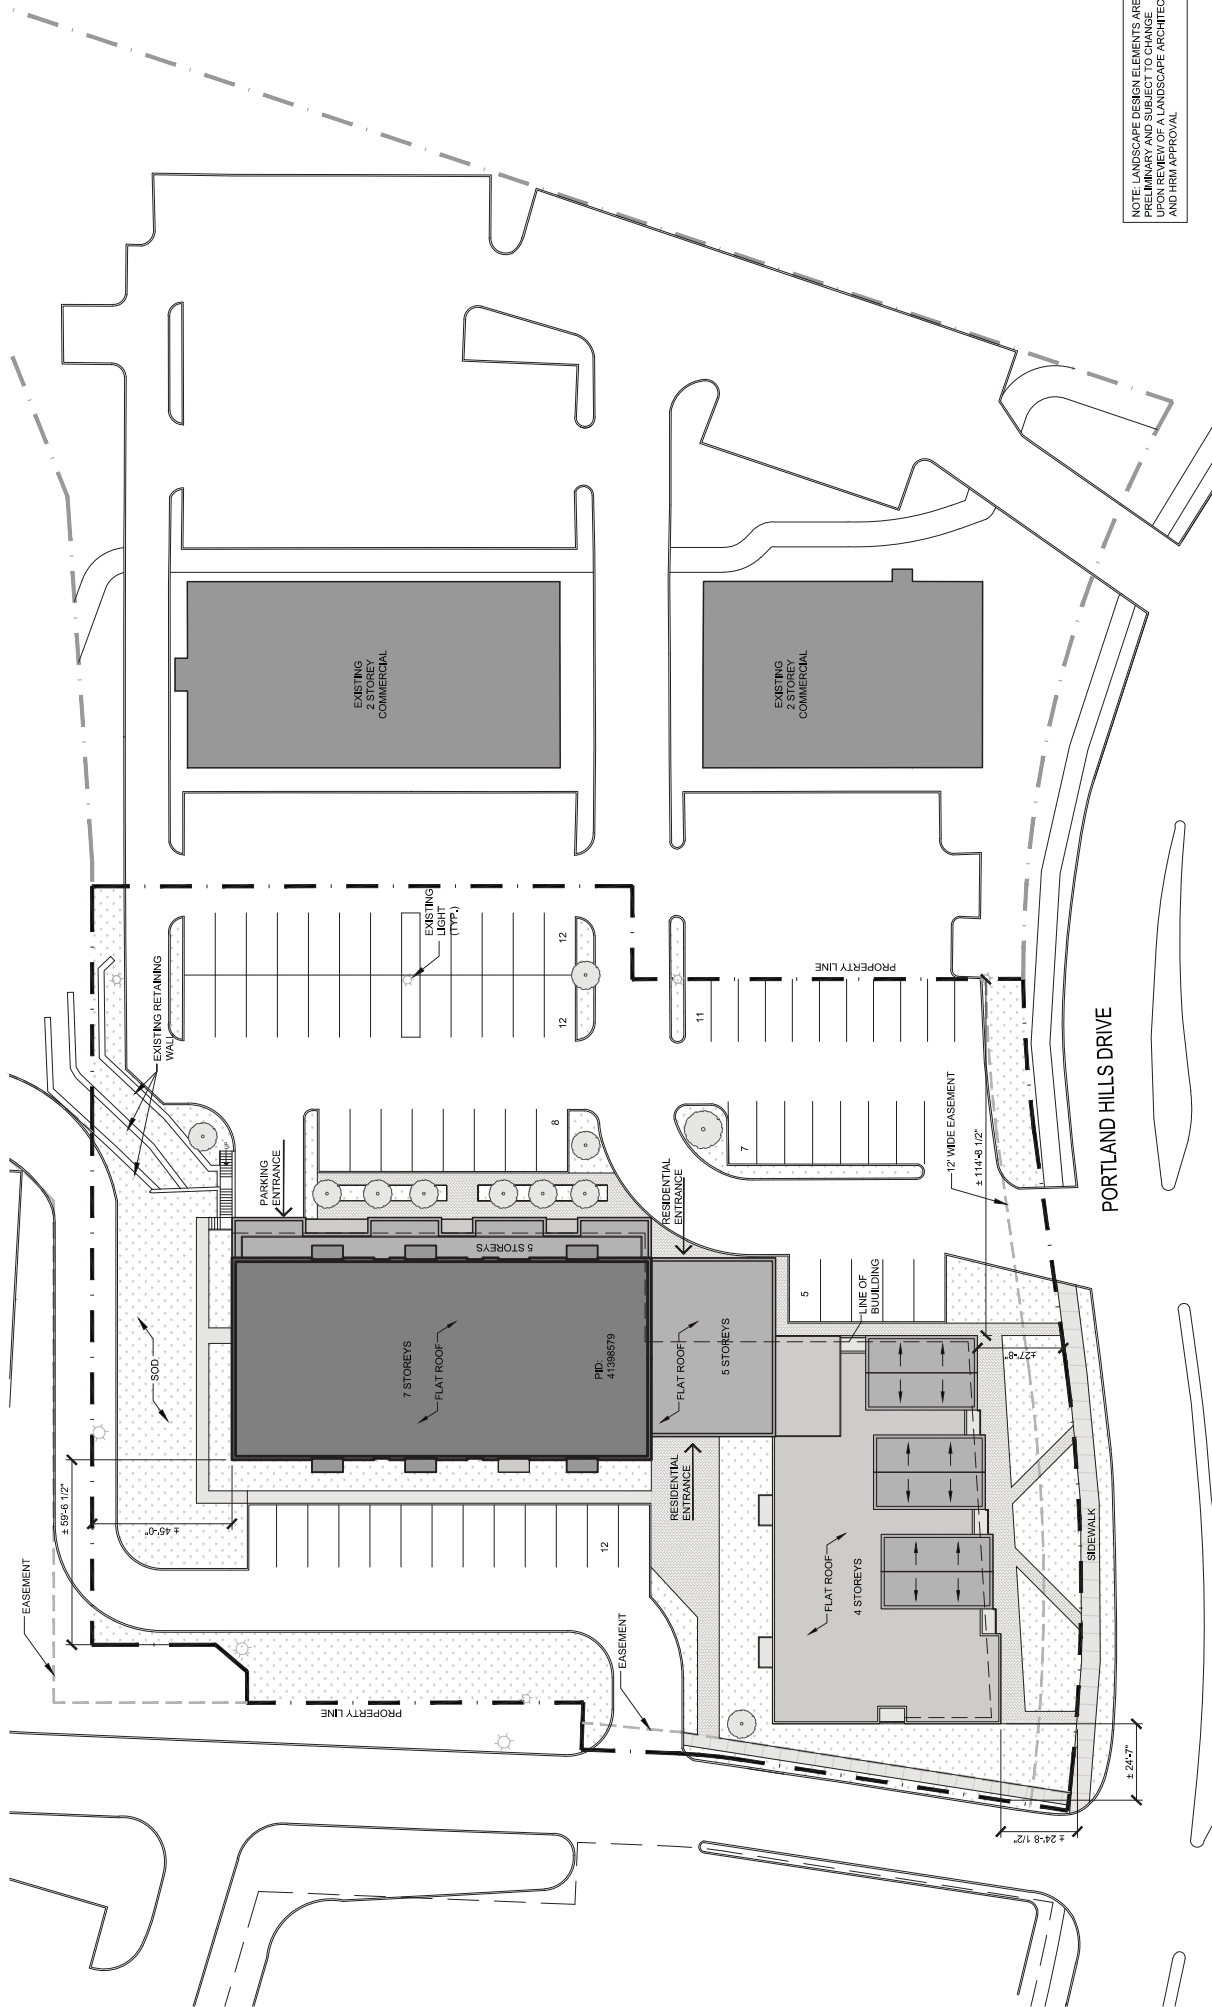 NOTE: LANDSCAPE DESIGN ELEMENTS ARE
PRELIMINARY AND SUBJECT TO CHANGE
UPON REVIEW OF A LANDSCAPE ARCHITEC
AND HRM APPROVAL
EXISTING
2 STOREY
COMMERCIAL
EXISTING
2 STOREY
COMMERCIAL
EXISTING RETAINING
WALL
EXISTING
LIGHT
(TYP.)
12
12
11
PROPERTY LINE
PORTLAND HILLS DRIVE
12' WIDE EASEMENT
± 114'-8 1/2"
8
7
PARKING
ENTRANCE
UP
RESIDENTIAL
ENTRANCE
5 STOREYS
SOD
7 STOREYS
FLAT ROOF
PID:
41398579
FLAT ROOF
5 STOREYS
5
LINE OF
BUUILDING
±27'-8"
± 59'-6 1/2"
± 45'-0"
EASEMENT
12
RESIDENTIAL
ENTRANCE
FLAT ROOF
4 STOREYS
SIDEWALK
EASEMENT
PROPERTY LINE
± 24'-7"
± 24'-8 1/2"